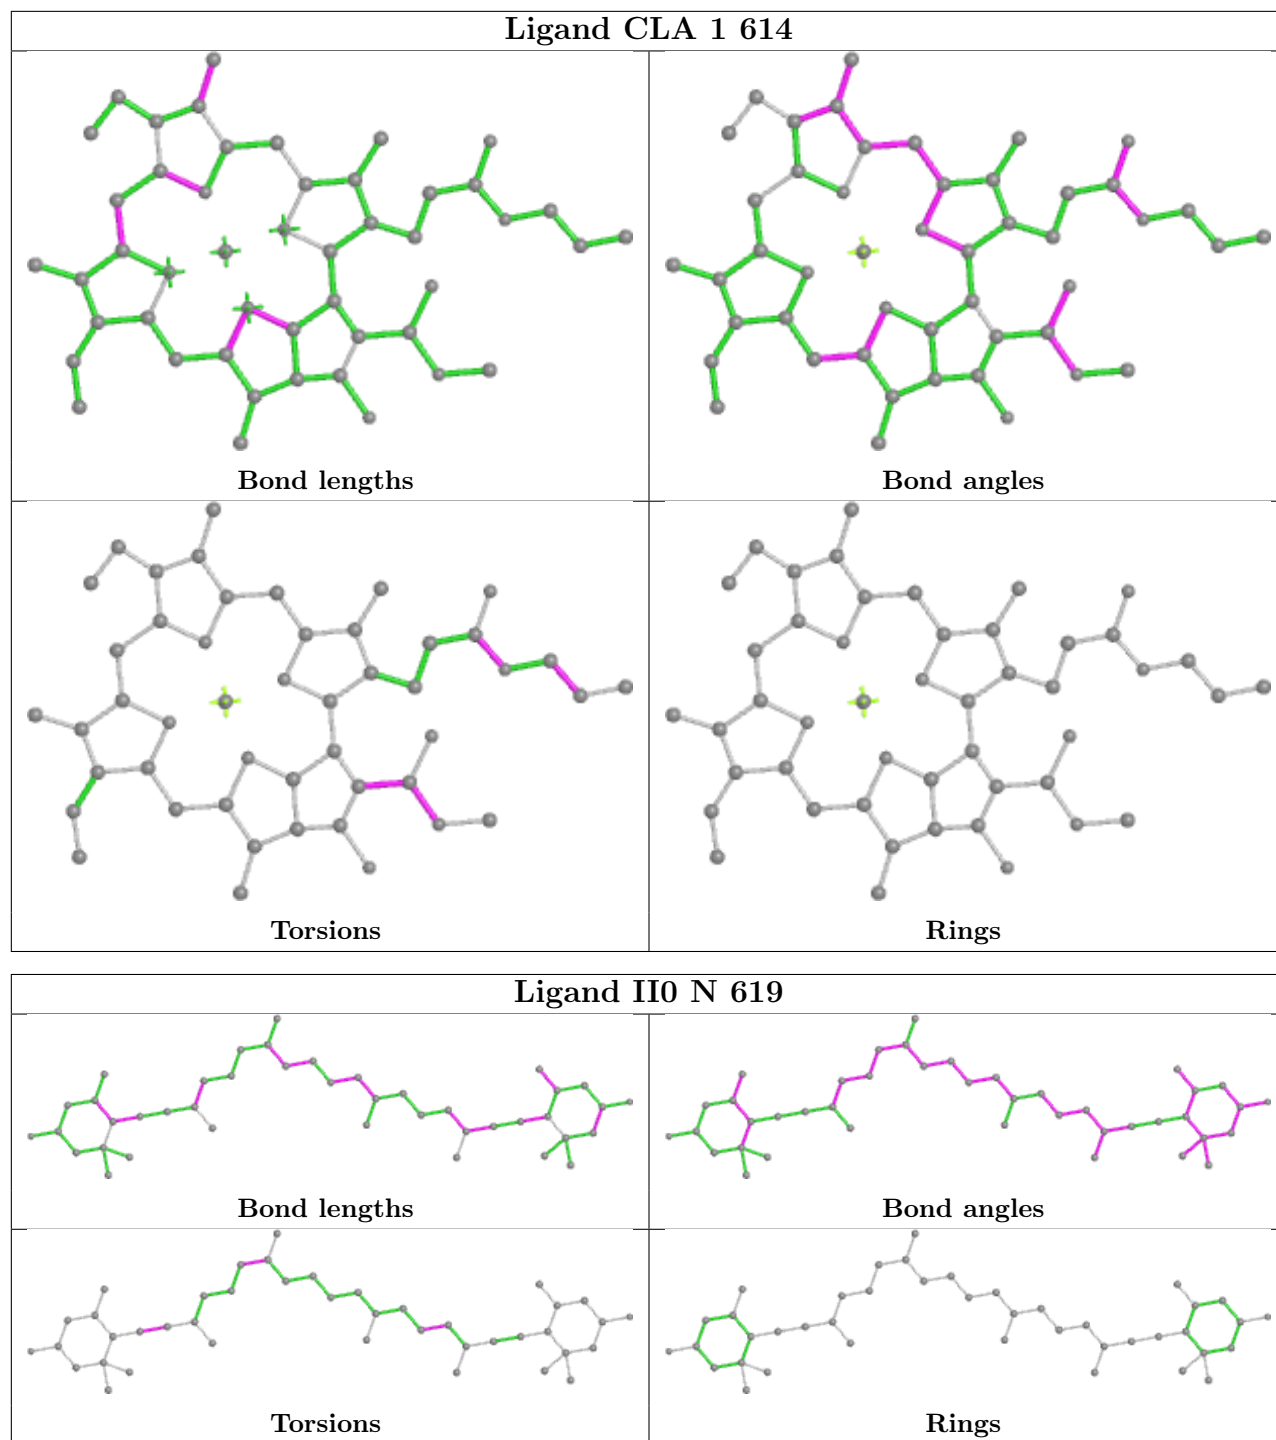 Ligand CLA 1 614
Bond lengths
Bond angles
Torsions
Rings
Ligand II0 N 619
Bond lengths
Bond angles
Torsions
Rings